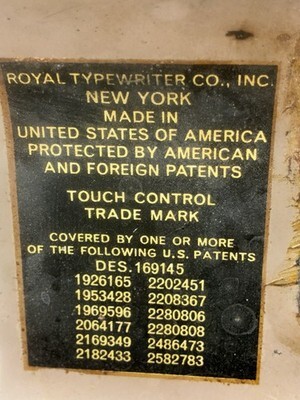 ROYAL TYPEWRITER CO., INC.
NEW YORK
MADE IN
UNITED STATES OF AMERICA
PROTECTED BY AMERICAN
AND FOREIGN PATENTS
TOUCH CONTROL
TRADE MARK
COVERED BY ONE OR MORE
OF THE FOLLOWING U.S. PATENTS
DES. 169145
1926165 2202451
1953428 2208367
1969596 2280806
2064177 2280808
2169349 2486473
2182433 2582783